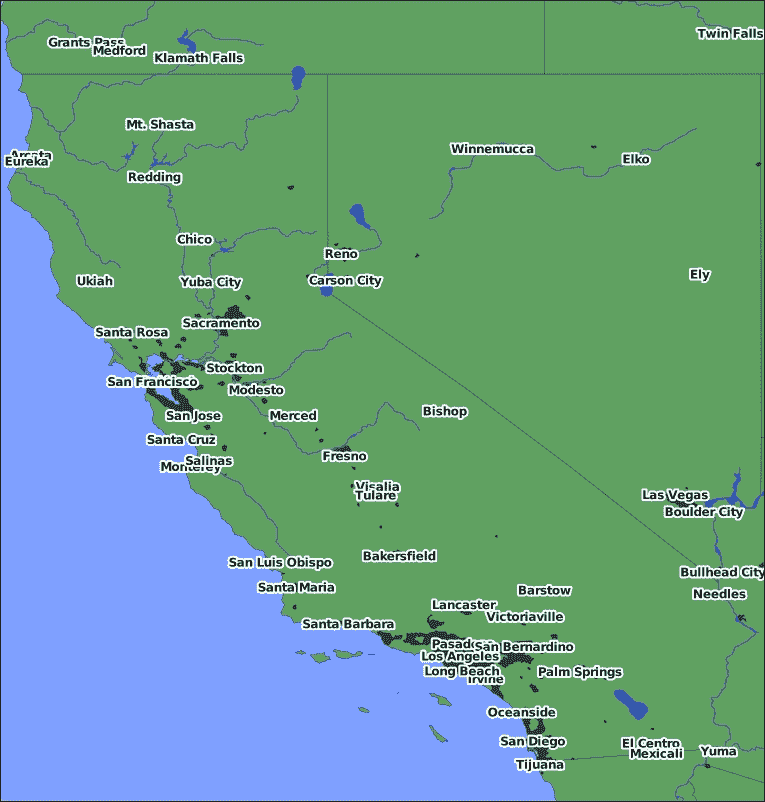 Twin Falls
Grants Pass
Medford
Klamath Falls
Mt. Shasta
Winnemucca
Arcata
Elko
Eureka
Redding
Chico
Reno
Ely
Ukiah
Yuba City
Carson City
Sacramento
Santa Rosa
Stockton
San Francisco
Modesto
Bishop
San Jose
Merced
Santa Cruz
Fresno
Salinas
Monterey
Visalia
Tulare
Las Vegas
Boulder City
Bakersfield
San Luis Obispo
Bullhead City
Santa Maria
Barstow
Needles
Lancaster
Victoriaville
Santa Barbara
Pasad
San Bernardino
Los Angeles
Long Beach
Palm Springs
Irvine
Oceanside
San Diego
El Centro
Mexicali
Yuma
Tijuana